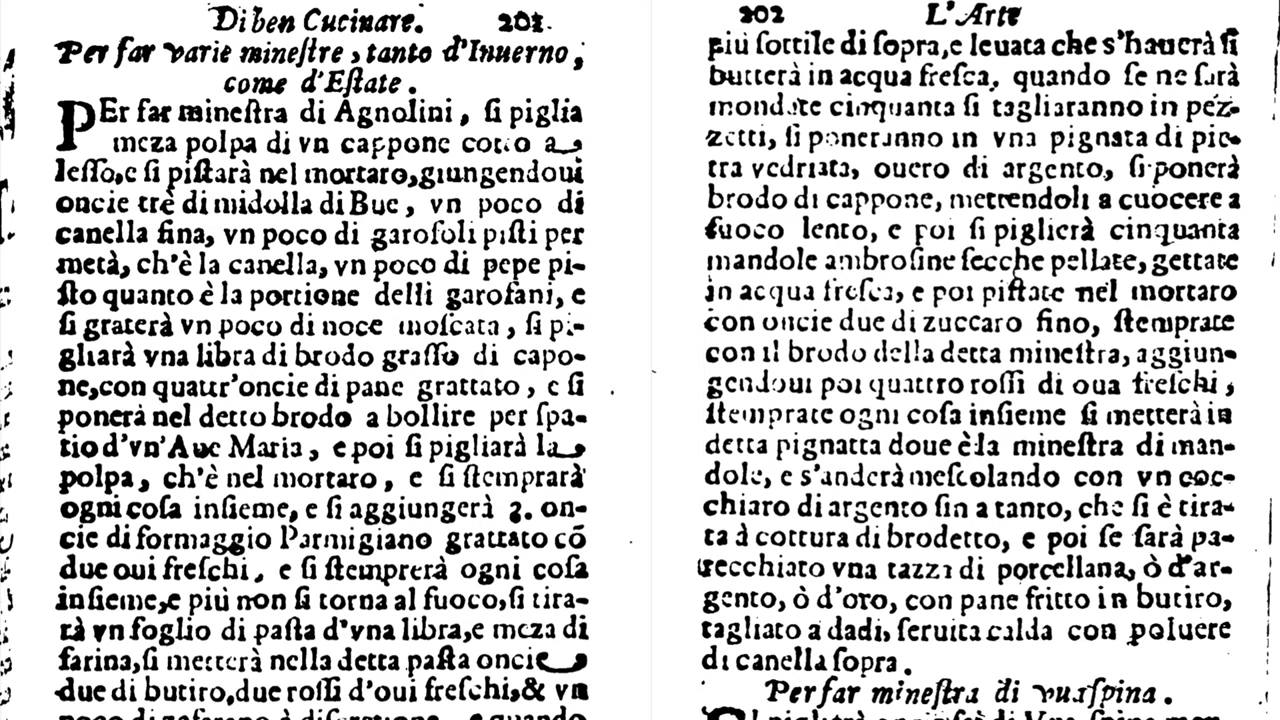 Di ben Cucinare. 201.
Per far varie mineſtre, tanto d'Inuerno,
come d'Eſtate.
PEr far mineſtra di Agnolini, ſi piglia
meza polpa di vn cappone cotto a
leſſo, e ſi piſtarà nel mortaro, giungendoui
oncie trè di midolla di Bue, vn poco di
canella fina, vn poco di garofoli piſti per
metà, ch'è la canella, vn poco di pepe pi-
ſto quanto è la portione delli garofani, e
ſi graterà vn poco di noce moſcata, ſi pi-
gliarà vna libra di brodo graſſo di capo-
ne, con quattr'oncie di pane grattato, e ſi
ponerà nel detto brodo a bollire per ſpa-
tio d'vn'Aue Maria, e poi ſi pigliarà la
polpa, ch'è nel mortaro, e ſi ſtemprarà
ogni coſa inſieme, e ſi aggiungerà 3. on-
cie di formaggio Parmigiano grattato cõ
due oui freſchi, e ſi ſtemprerà ogni coſa
inſieme, e più non ſi torna al fuoco, ſi tira-
rà vn foglio di paſta d'vna libra, e meza di
farina, ſi metterà nella detta paſta oncie
due di butiro, due roſſi d'oui freſchi, & vn
poco di zaferano à diſcretione, e quando
202 L'Arte
più ſottile di ſopra, e leuata che s'hauerà ſi
butterà in acqua freſca, quando ſe ne ſarà
mondate cinquanta ſi tagliaranno in pez-
zetti, ſi poneranno in vna pignata di pie-
tra vedriata, ouero di argento, ſi ponerà
brodo di cappone, mettendoli a cuocere a
fuoco lento, e poi ſi piglierà cinquanta
mandole ambroſine ſecche pellate, gettate
in acqua freſca, e poi piſtate nel mortaro
con oncie due di zuccaro fino, ſtemprate
con il brodo della detta mineſtra, aggiun-
gendoui poi quattro roſſi di oua freſchi,
ſtemprate ogni coſa inſieme ſi metterà in
detta pignatta doue è la mineſtra di man-
dole, e s'anderà meſcolando con vn coc-
chiaro di argento ſin a tanto, che ſi è tira-
ta à cottura di brodetto, e poi ſe ſarà pa-
recchiato vna tazza di porcellana, ò d'ar-
gento, ò d'oro, con pane fritto in butiro,
tagliato a dadi, ſeruita calda con poluere
di canella ſopra.
Per far mineſtra di vuaſpina.
SI piglierà